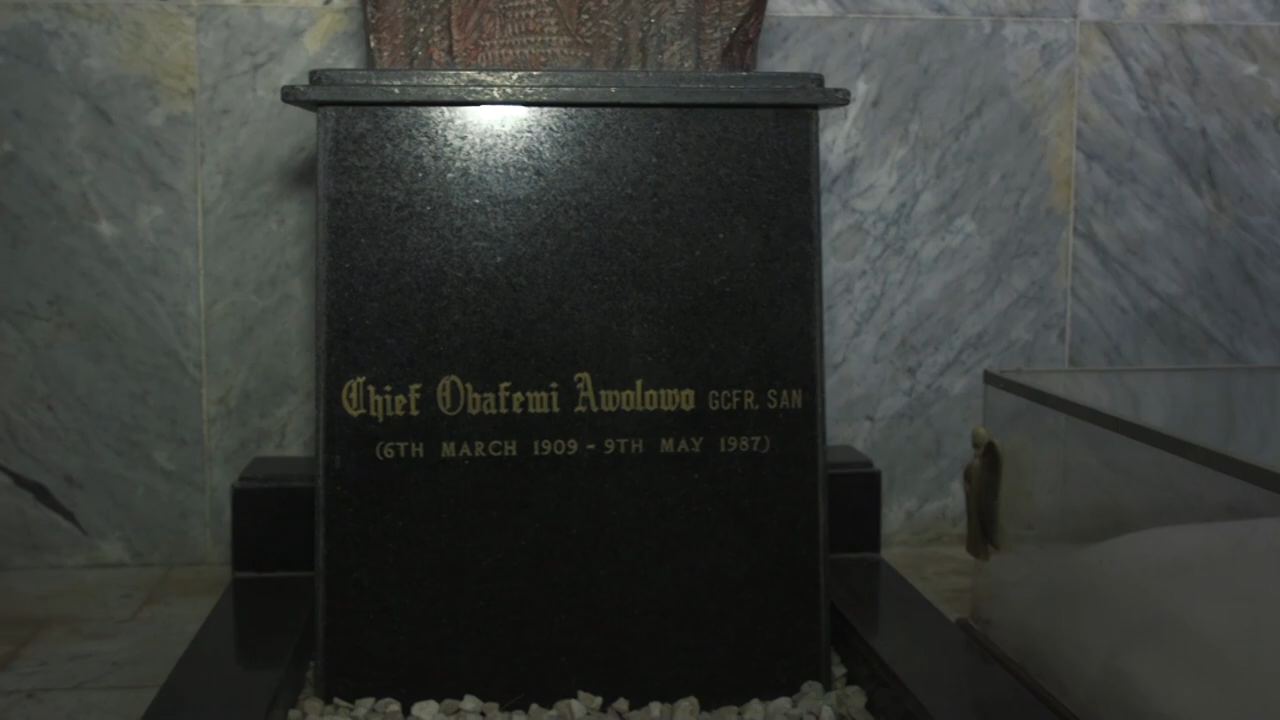 Chief Obafemi Awolowo GCFR, SAN
(6TH MARCH 1909 - 9TH MAY 1987)